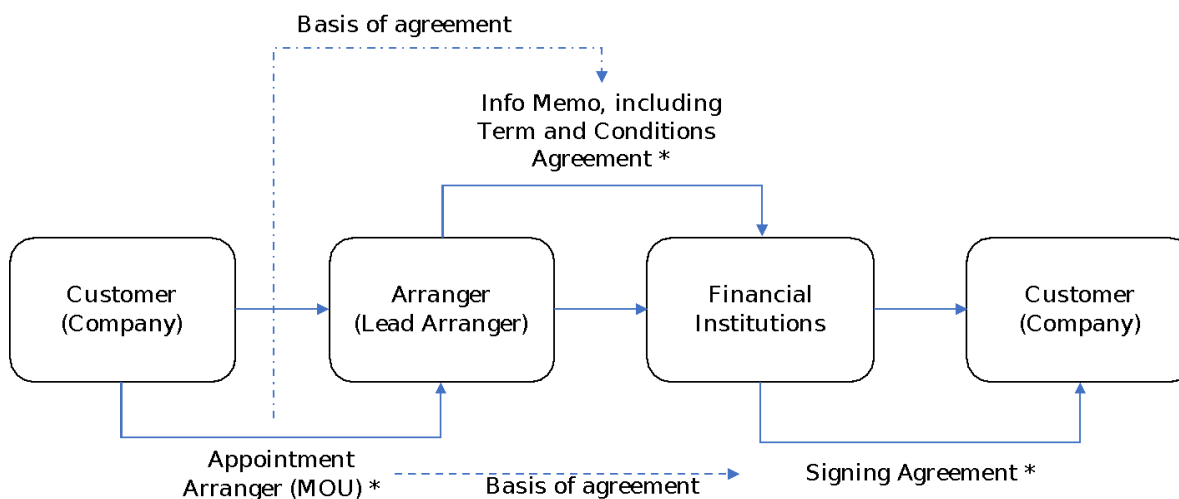 Basis of agreement
Info Memo, including
Term and Conditions
Agreement *
Customer
(Company)
Arranger
(Lead Arranger)
Financial
Institutions
Customer
(Company)
Appointment
Arranger (MOU) *
Basis of agreement
Signing Agreement *